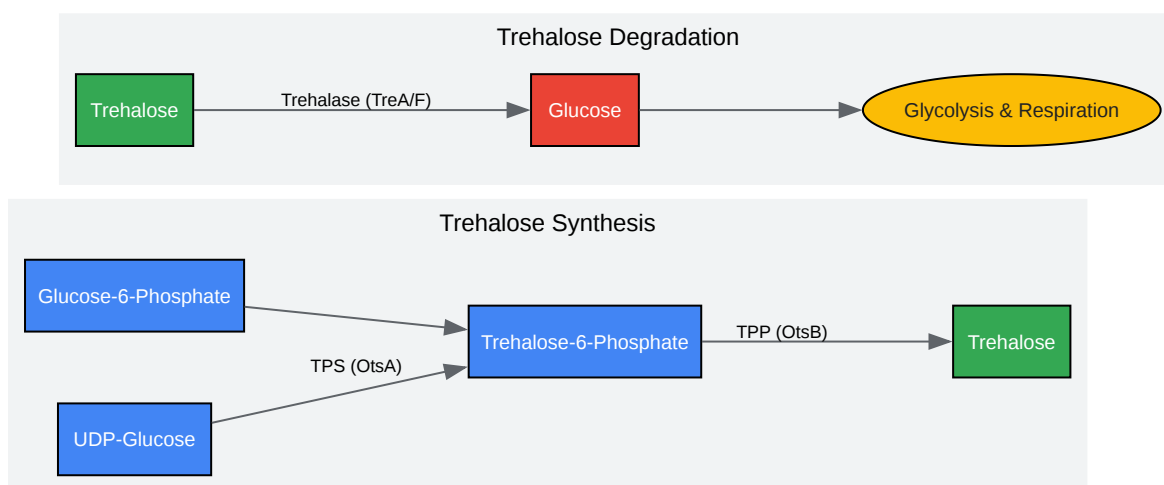 Trehalose Degradation
Trehalose
Trehalase (TreA/F)
Glucose
Glycolysis & Respiration
Trehalose Synthesis
Glucose-6-Phosphate
UDP-Glucose
TPS (OtsA)
Trehalose-6-Phosphate
TPP (OtsB)
Trehalose